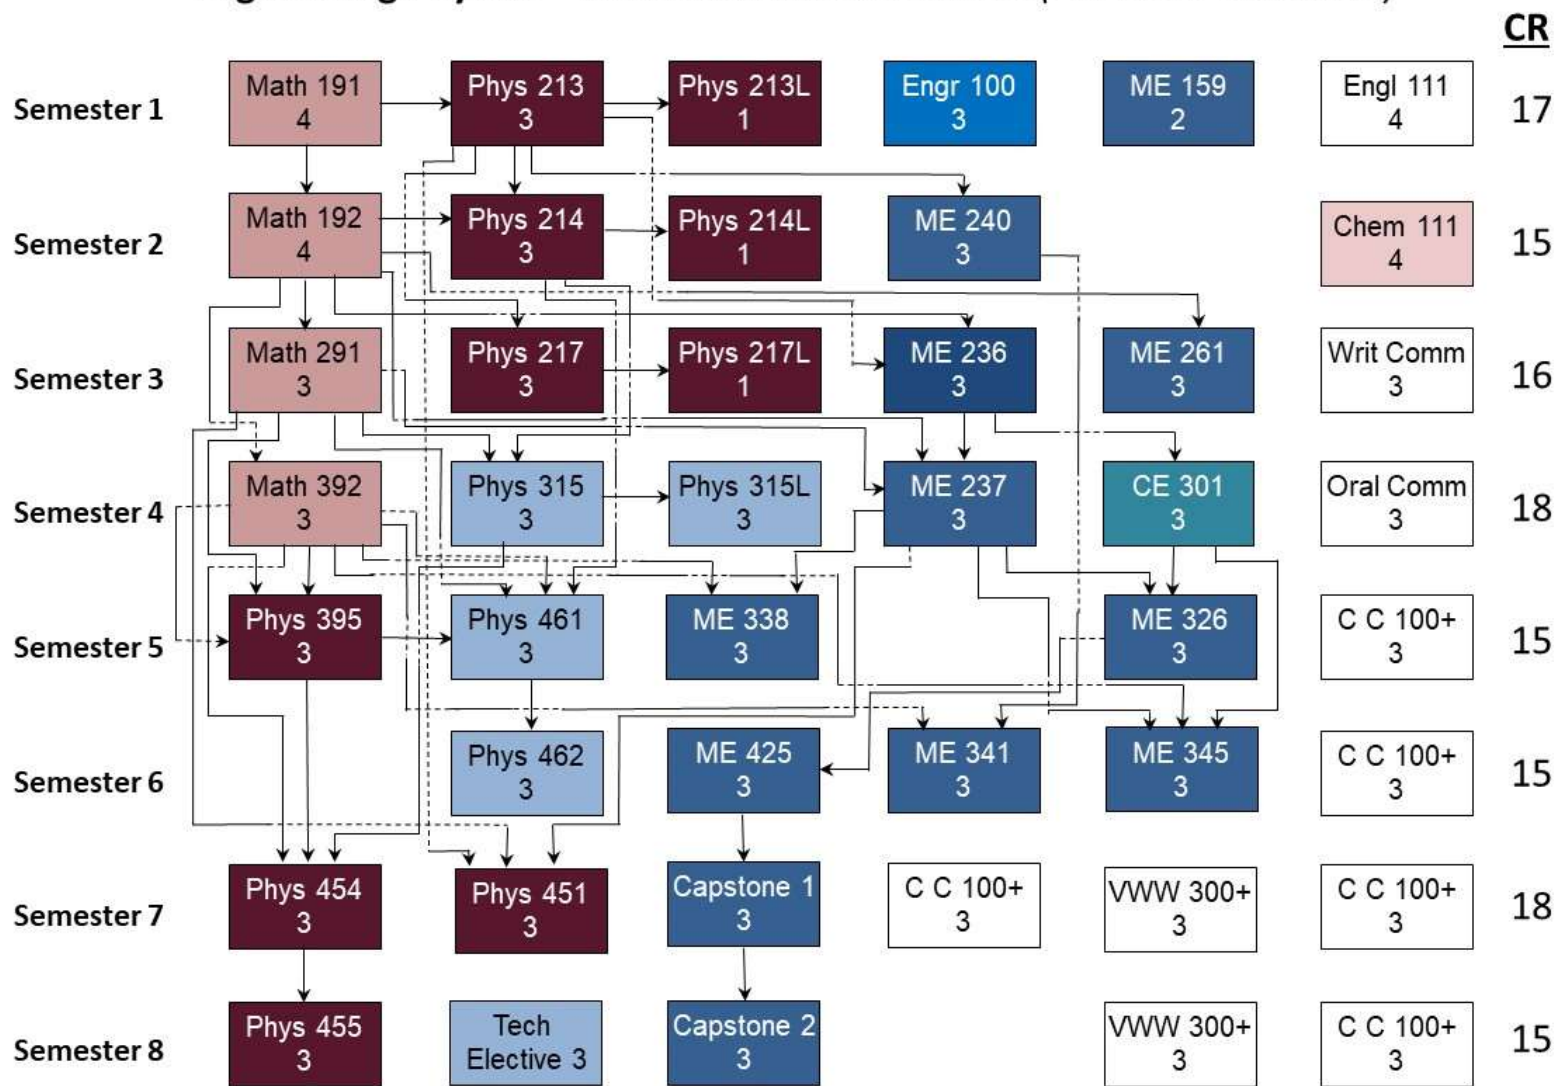 CR
Semester 1
Math 191
4
Phys 213
3
Phys 213L
1
Engr 100
3
ME 159
2
Engl 111
4
17
Semester 2
Math 192
4
Phys 214
3
Phys 214L
1
ME 240
3
Chem 111
4
15
Semester 3
Math 291
3
Phys 217
3
Phys 217L
1
ME 236
3
ME 261
3
Writ Comm
3
16
Semester 4
Math 392
3
Phys 315
3
Phys 315L
3
ME 237
3
CE 301
3
Oral Comm
3
18
Semester 5
Phys 395
3
Phys 461
3
ME 338
3
ME 326
3
C C 100+
3
15
Semester 6
Phys 462
3
ME 425
3
ME 341
3
ME 345
3
C C 100+
3
15
Semester 7
Phys 454
3
Phys 451
3
Capstone 1
3
C C 100+
3
VWW 300+
3
C C 100+
3
18
Semester 8
Phys 455
3
Tech
Elective 3
Capstone 2
3
VWW 300+
3
C C 100+
3
15